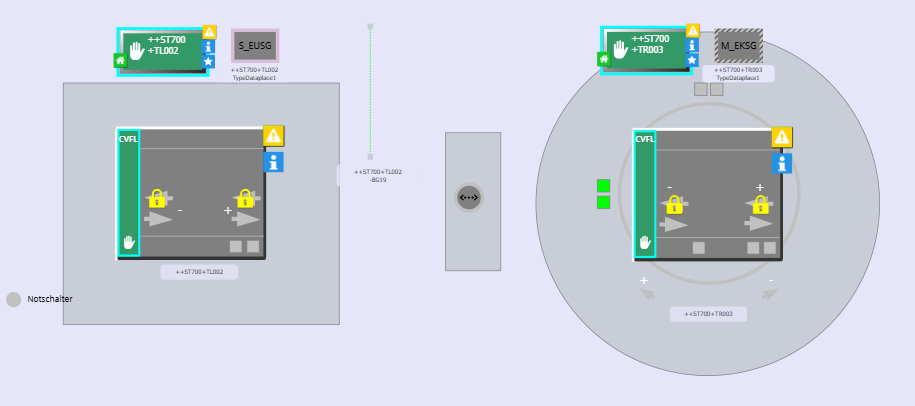 ++ST700
+TL002
S_EUSG
++ST700+TL002
TypeDataplace1
CVFL
-
+
++ST700+TL002
Notschalter
++ST700+TL002
-BG19
++ST700
+TR003
M_EKSG
++ST700+TR003
TypeDataplace1
CVFL
-
+
+
-
++ST700+TR003